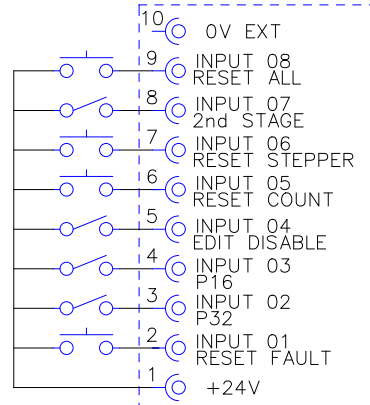 10 0V EXT
9 INPUT 08
RESET ALL
8 INPUT 07
2nd STAGE
7 INPUT 06
RESET STEPPER
6 INPUT 05
RESET COUNT
5 INPUT 04
EDIT DISABLE
4 INPUT 03
P16
3 INPUT 02
P32
2 INPUT 01
RESET FAULT
1 +24V